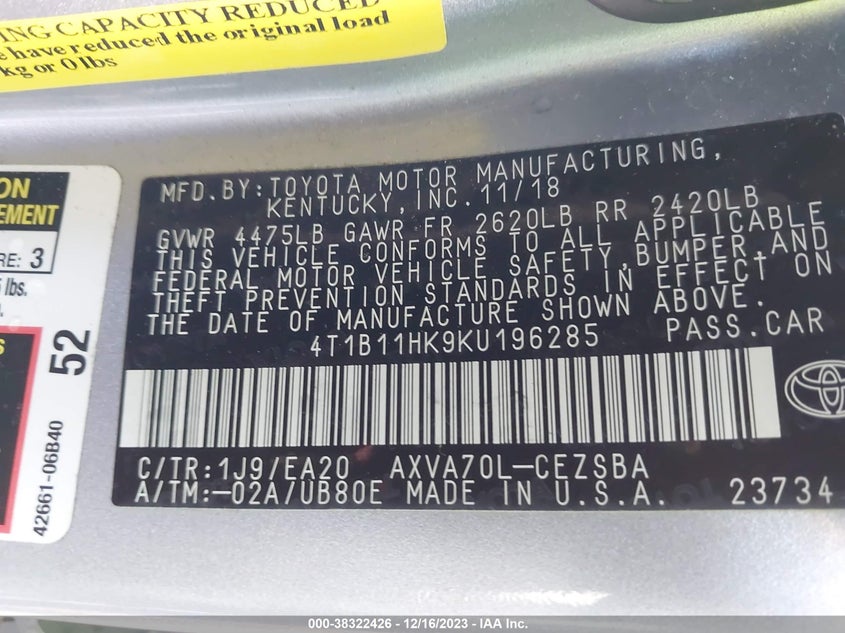 ING CAPACITY REDUCED
e have reduced the original load
kg or 0 lbs
ON
EMENT
RE: 3
lbs.
S
52
42661-06B40
MFD. BY: TOYOTA MOTOR MANUFACTURING,
KENTUCKY, INC. 11/18
GVWR 4475LB GAWR FR 2620LB RR 2420LB
THIS VEHICLE CONFORMS TO ALL APPLICABLE
FEDERAL MOTOR VEHICLE SAFETY, BUMPER, AND
THEFT PREVENTION STANDARDS IN EFFECT ON
THE DATE OF MANUFACTURE SHOWN ABOVE.
4T1B11HK9KU196285 PASS. CAR
C/TR: 1J9/EA20 AXVA70L-CEZSBA
A/TM: -02A/UB80E MADE IN U.S.A. 23734
000-38322426 - 12/16/2023 - IAA Inc.